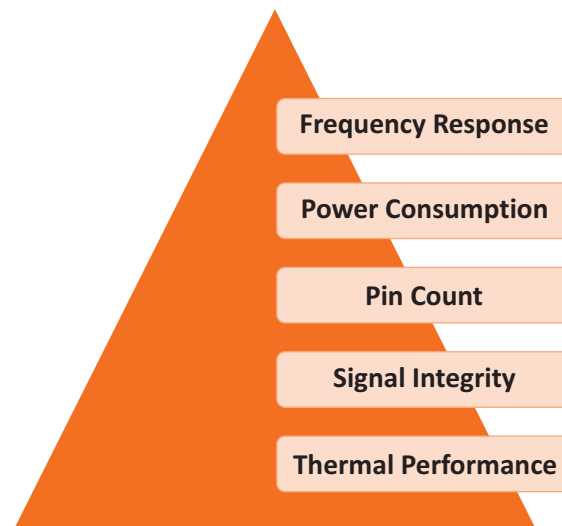 Frequency Response
Power Consumption
Pin Count
Signal Integrity
Thermal Performance